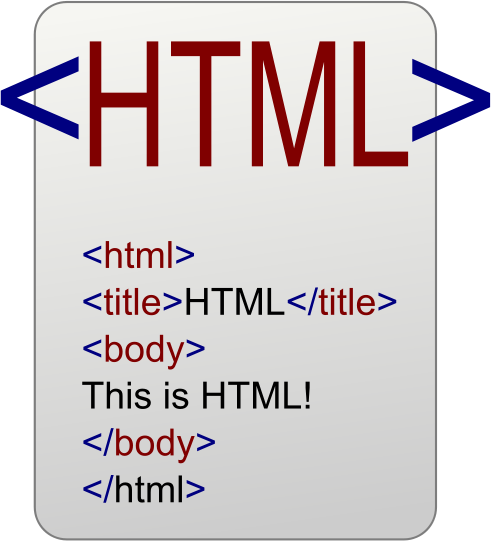 <HTML>
<html>
<title>HTML</title>
<body>
This is HTML!
</body>
</html>